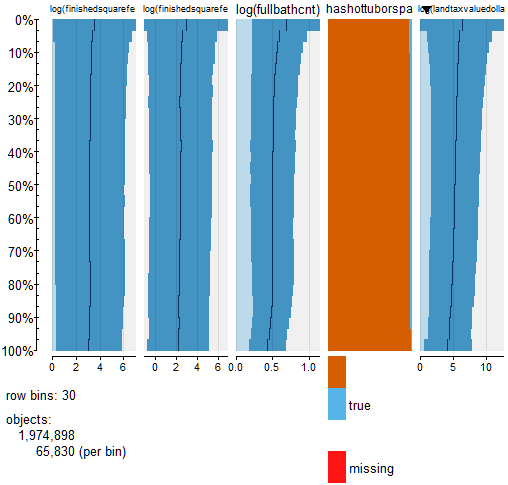 log(finishedsquarefe
log(finishedsquarefe
log(fullbathcnt)
hashottuborspa
(landtaxvaluedolla
0%
10%
20%
30%
40%
50%
60%
70%
80%
90%
100%
0 2 4 6
0 2 4 6
0.0 0.5 1.0
0 5 10
row bins: 30
objects:
1,974,898
65,830 (per bin)
true
missing